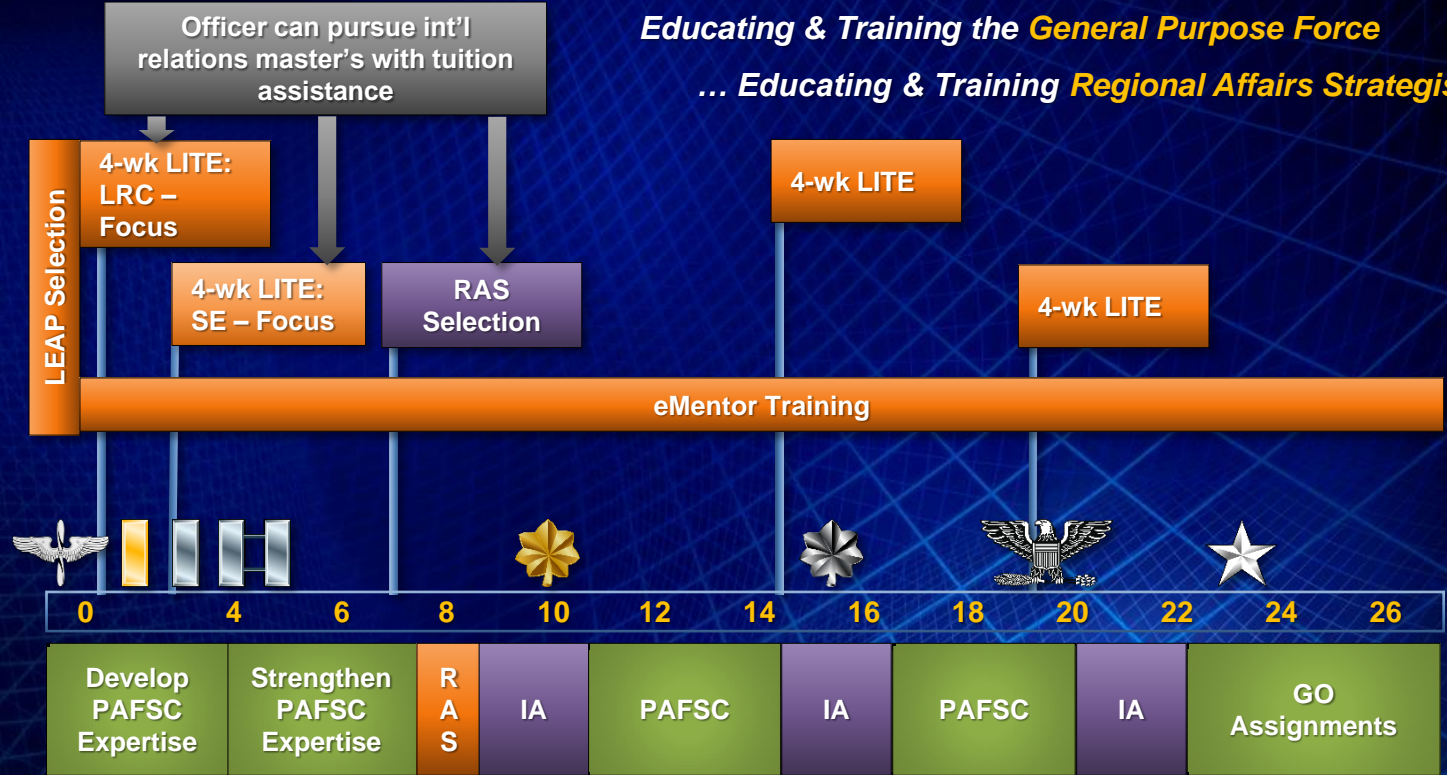 Officer can pursue int'l
relations master's with tuition
assistance
Educating & Training the General Purpose Force
… Educating & Training Regional Affairs Strategis
LEAP Selection
4-wk LITE:
LRC –
Focus
4-wk LITE:
SE – Focus
RAS
Selection
4-wk LITE
4-wk LITE
eMentor Training
0 4 6 8 10 12 14 16 18 20 22 24 26
Develop
PAFSC
Expertise
Strengthen
PAFSC
Expertise
R
A
S
IA
PAFSC
IA
PAFSC
IA
GO
Assignments